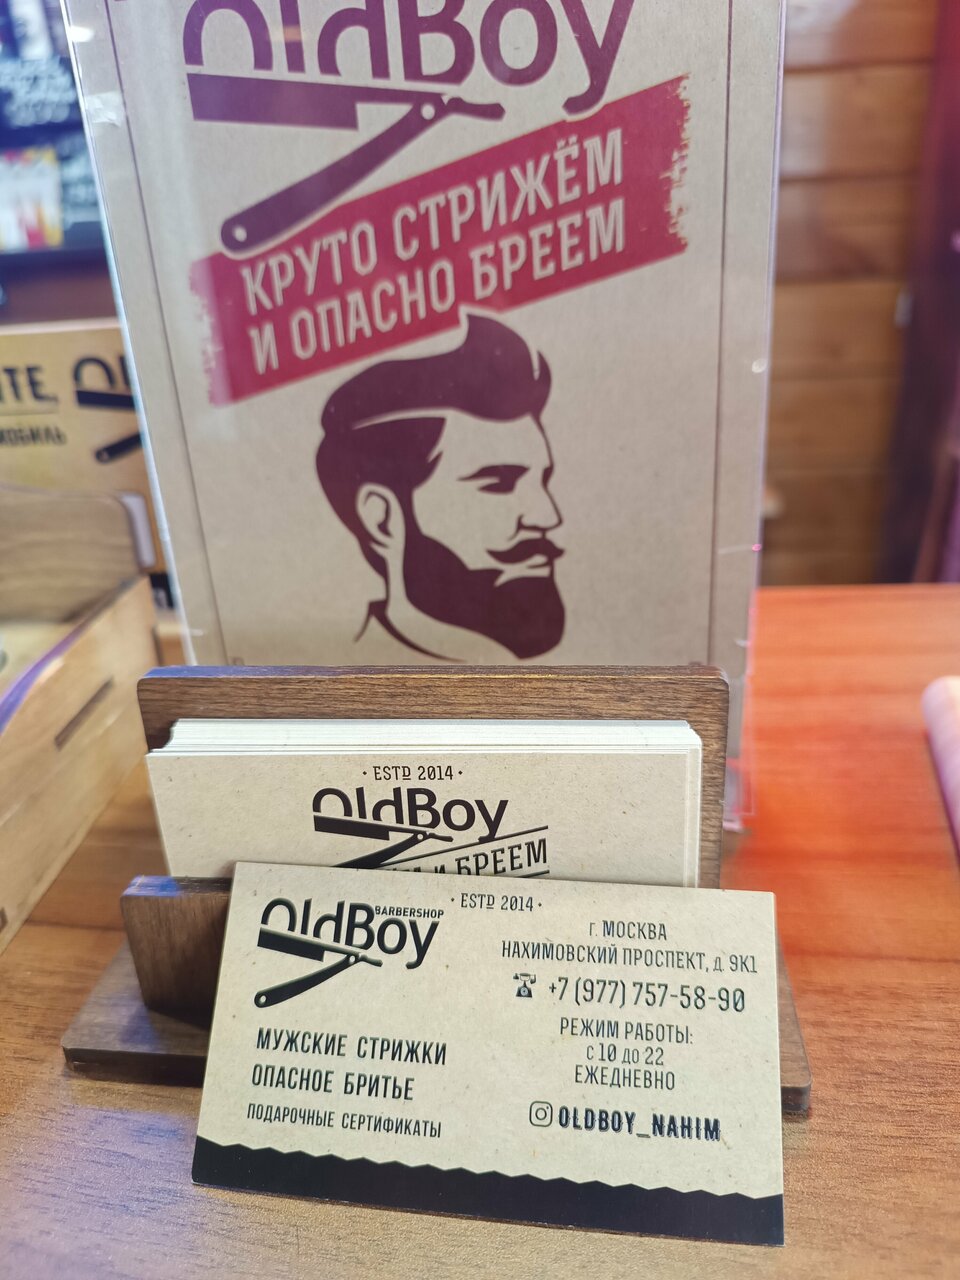 OldBoy
КРУТО СТРИЖЁМ
И ОПАСНО БРЕЕМ
· ESTD 2014 ·
OldBoy
И БРЕЕМ
OldBoy
BARBERSHOP
МУЖСКИЕ СТРИЖКИ
ОПАСНОЕ БРИТЬЕ
ПОДАРОЧНЫЕ СЕРТИФИКАТЫ
· ESTD 2014 ·
г. МОСКВА
НАХИМОВСКИЙ ПРОСПЕКТ, д. 9К1
+7 (977) 757-58-90
РЕЖИМ РАБОТЫ:
с 10 до 22
ЕЖЕДНЕВНО
OLDBOY_NAHIM